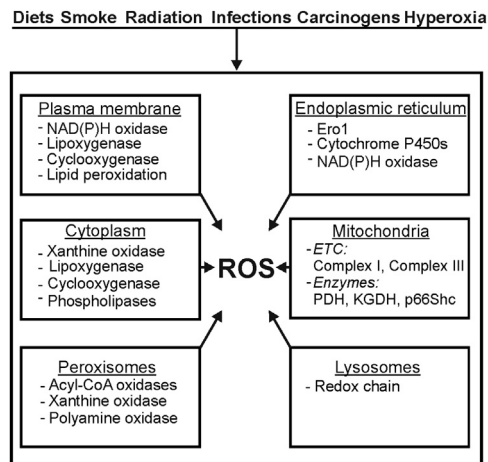 Diets Smoke Radiation Infections Carcinogens Hyperoxia
Plasma membrane
- NAD(P)H oxidase
- Lipoxygenase
- Cyclooxygenase
- Lipid peroxidation
Endoplasmic reticulum
- Ero1
- Cytochrome P450s
- NAD(P)H oxidase
Cytoplasm
- Xanthine oxidase
- Lipoxygenase
- Cyclooxygenase
- Phospholipases
ROS
Mitochondria
- ETC:
Complex I, Complex III
- Enzymes:
PDH, KGDH, p66Shc
Peroxisomes
- Acyl-CoA oxidases
- Xanthine oxidase
- Polyamine oxidase
Lysosomes
- Redox chain